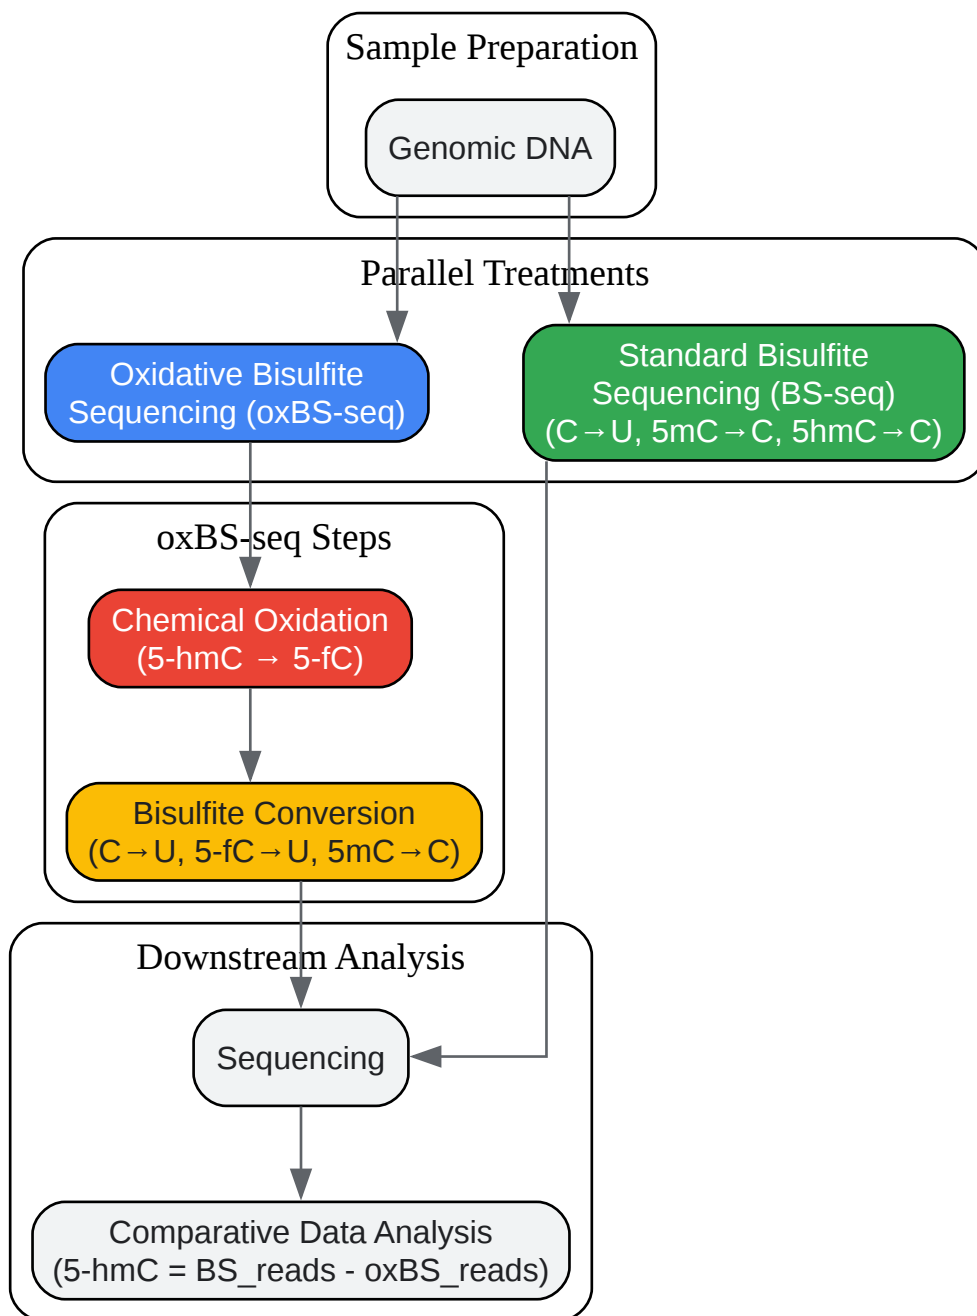 Sample Preparation
Genomic DNA
Parallel Treatments
Oxidative Bisulfite
Sequencing (oxBS-seq)
Standard Bisulfite
Sequencing (BS-seq)
(C→U, 5mC→C, 5hmC→C)
oxBS-seq Steps
Chemical Oxidation
(5-hmC → 5-fC)
Bisulfite Conversion
(C→U, 5-fC→U, 5mC→C)
Downstream Analysis
Sequencing
Comparative Data Analysis
(5-hmC = BS_reads - oxBS_reads)